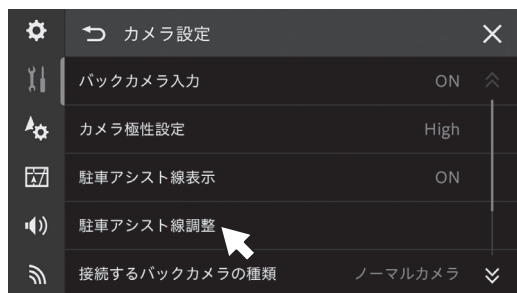 カメラ設定
バックカメラ入力 ON
カメラ極性設定 High
駐車アシスト線表示 ON
駐車アシスト線調整
接続するバックカメラの種類 ノーマルカメラ